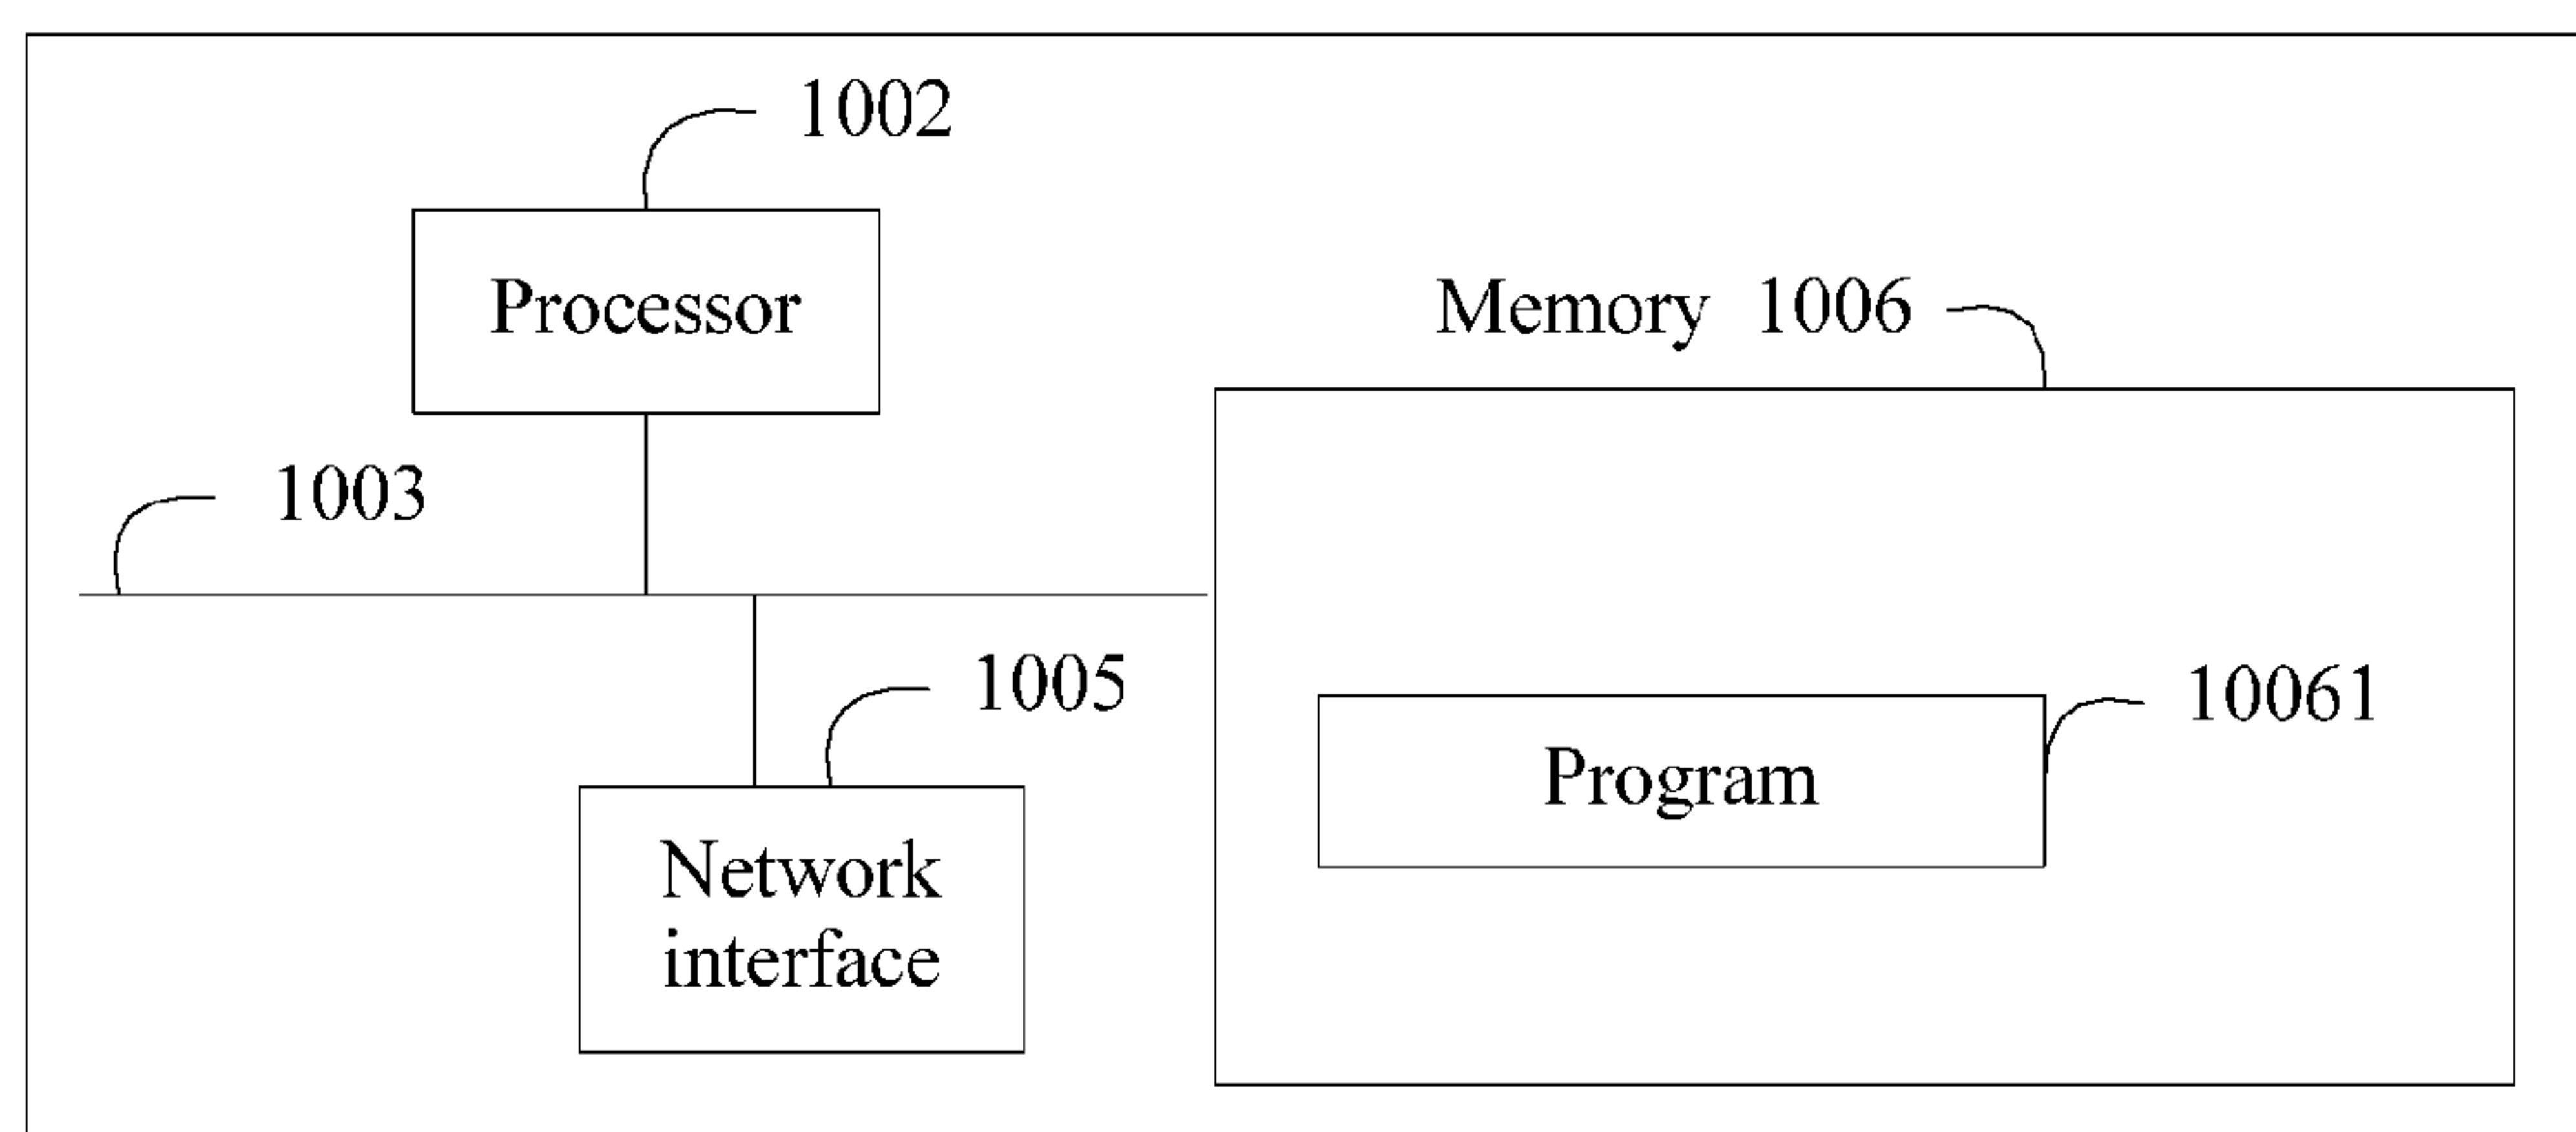 1002
Processor
Memory 1006
1003
1005
10061
Program
Network
interface